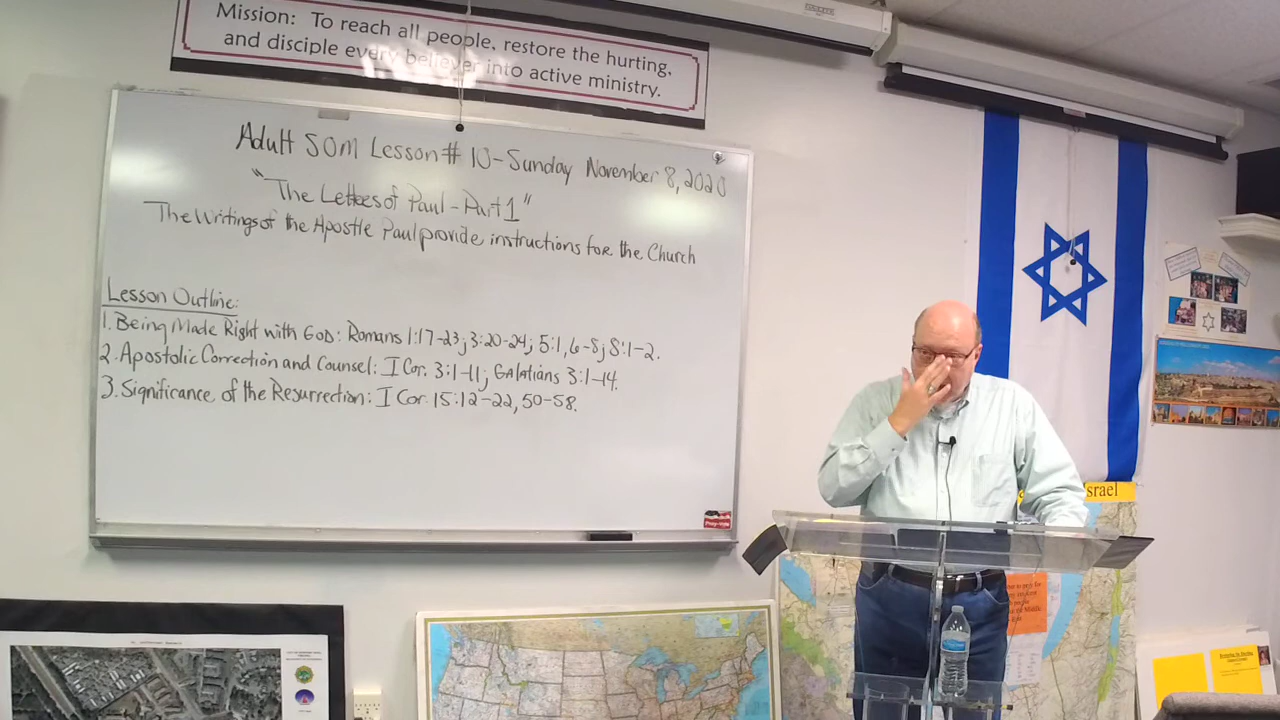 Mission: To reach all people, restore the hurting,
and disciple every believer into active ministry.
Adult SOM Lesson # 10-Sunday November 8, 2020
"The Letters of Paul-Part 1"
The Writings of the Apostle Paul provide instructions for the Church
Lesson Outline:
1. Being Made Right with God: Romans 1:17-23; 3:20-24; 5:1, 6-8; 8:1-2.
2. Apostolic Correction and Counsel: I Cor. 3:1-11; Galatians 3:1-14.
3. Significance of the Resurrection: I Cor. 15:12-22, 50-58.
Israel